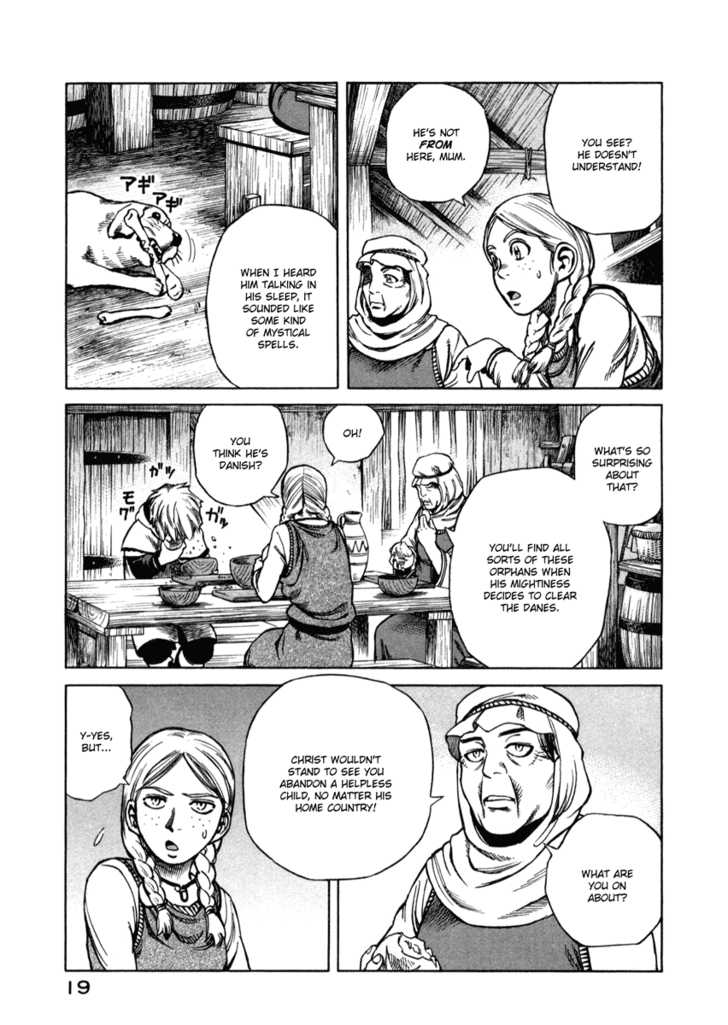 YOU SEE?
HE DOESN'T
UNDERSTAND!
HE'S NOT
FROM
HERE, MUM.
アギ
アギ
WHEN I HEARD
HIM TALKING IN
HIS SLEEP, IT
SOUNDED LIKE
SOME KIND
OF MYSTICAL
SPELLS.
WHAT'S SO
SURPRISING
ABOUT
THAT?
YOU'LL FIND ALL
SORTS OF THESE
ORPHANS WHEN
HIS MIGHTINESS
DECIDES TO CLEAR
THE DANES.
OH!
YOU
THINK HE'S
DANISH?
ガッ
ガッ
モグ
WHAT ARE
YOU ON
ABOUT?
CHRIST WOULDN'T
STAND TO SEE YOU
ABANDON A HELPLESS
CHILD, NO MATTER HIS
HOME COUNTRY!
Y-YES,
BUT...
19